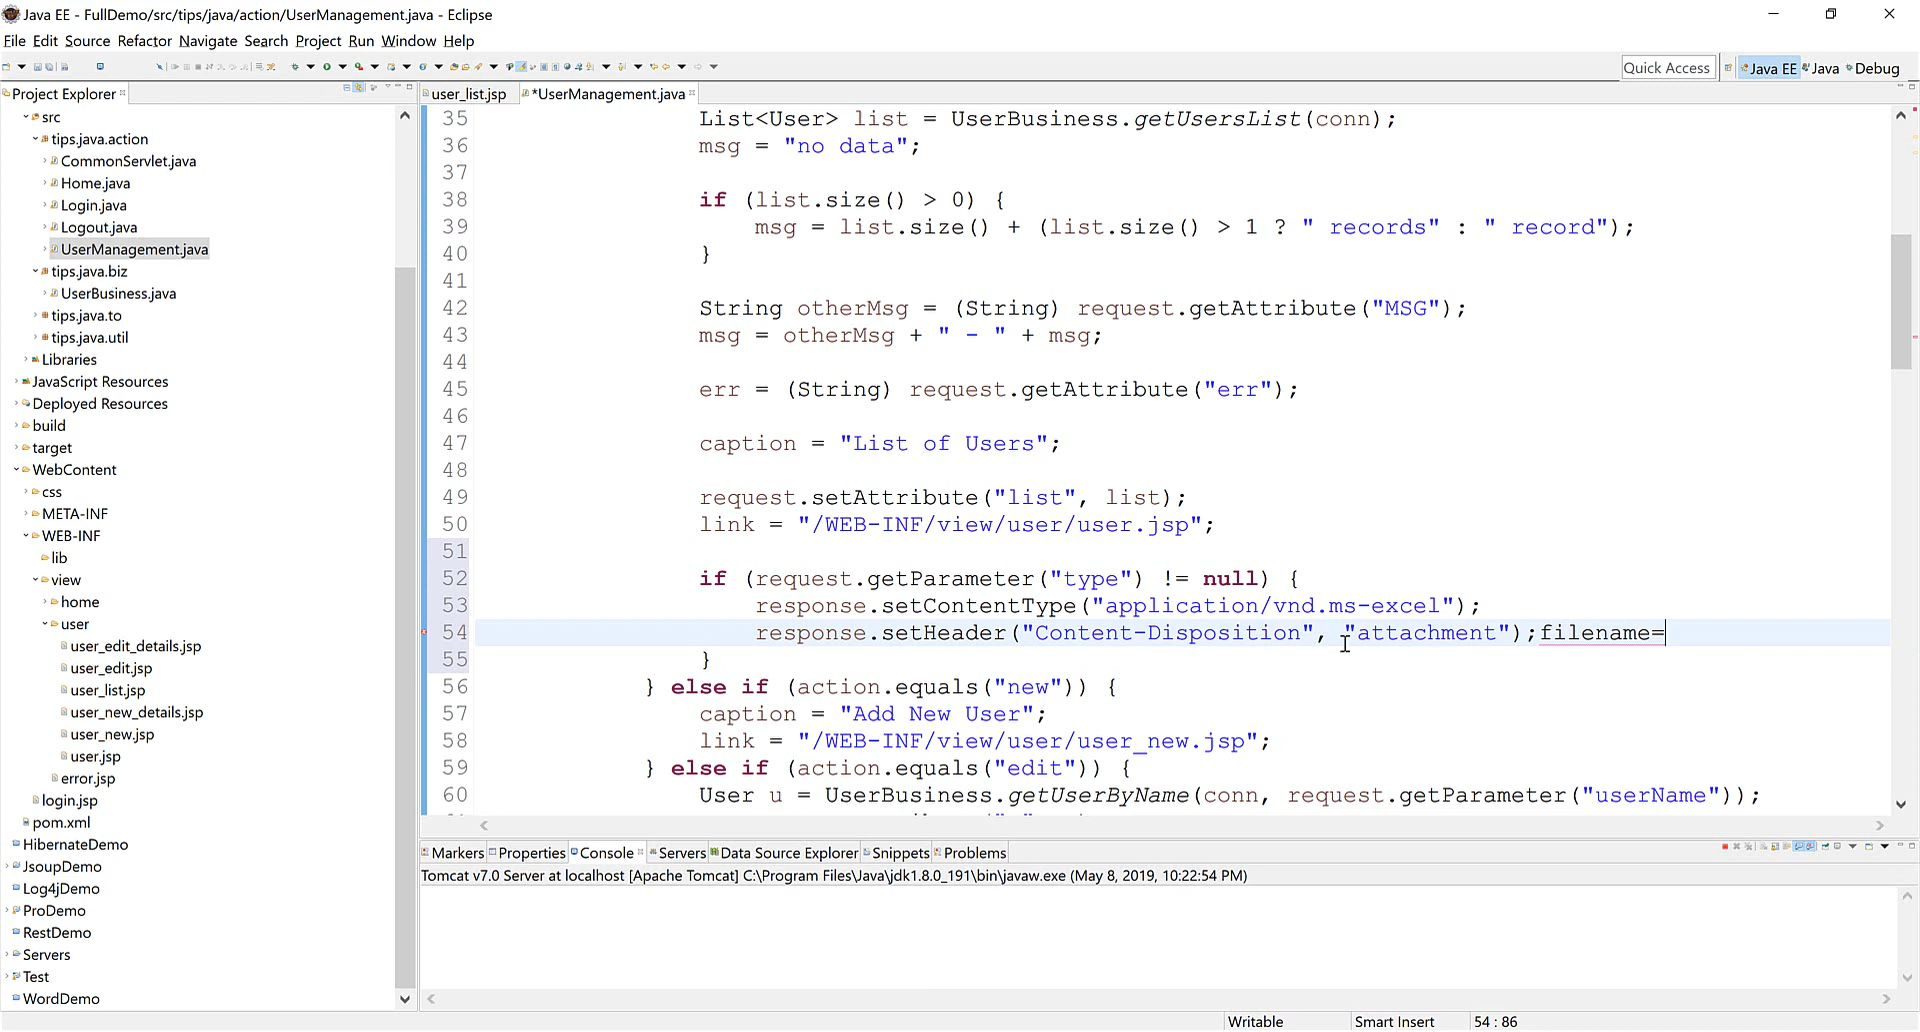 Java EE - FullDemo/src/tips/java/action/UserManagement.java - Eclipse
File Edit Source Refactor Navigate Search Project Run Window Help
Quick Access
Java EE Java Debug
Project Explorer
src
tips.java.action
CommonServlet.java
Home.java
Login.java
Logout.java
UserManagement.java
tips.java.biz
UserBusiness.java
tips.java.to
tips.java.util
Libraries
JavaScript Resources
Deployed Resources
build
target
WebContent
css
META-INF
WEB-INF
lib
view
home
user
user_edit_details.jsp
user_edit.jsp
user_list.jsp
user_new_details.jsp
user_new.jsp
user.jsp
error.jsp
login.jsp
pom.xml
HibernateDemo
JsoupDemo
Log4jDemo
ProDemo
RestDemo
Servers
Test
WordDemo
user_list.jsp *UserManagement.java
35 List<User> list = UserBusiness.getUsersList(conn);
36 msg = "no data";
37
38 if (list.size() > 0) {
39 msg = list.size() + (list.size() > 1 ? " records" : " record");
40 }
41
42 String otherMsg = (String) request.getAttribute("MSG");
43 msg = otherMsg + " - " + msg;
44
45 err = (String) request.getAttribute("err");
46
47 caption = "List of Users";
48
49 request.setAttribute("list", list);
50 link = "/WEB-INF/view/user/user.jsp";
51
52 if (request.getParameter("type") != null) {
53 response.setContentType("application/vnd.ms-excel");
54 response.setHeader("Content-Disposition", "attachment");filename=
55 }
56 } else if (action.equals("new")) {
57 caption = "Add New User";
58 link = "/WEB-INF/view/user/user_new.jsp";
59 } else if (action.equals("edit")) {
60 User u = UserBusiness.getUserByName(conn, request.getParameter("userName"));
Markers Properties Console Servers Data Source Explorer Snippets Problems
Tomcat v7.0 Server at localhost [Apache Tomcat] C:\Program Files\Java\jdk1.8.0_191\bin\javaw.exe (May 8, 2019, 10:22:54 PM)
Writable Smart Insert 54 : 86